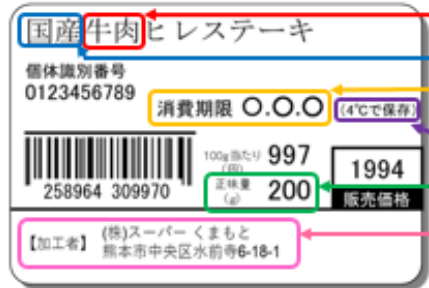 国産牛肉ヒレステーキ
個体識別番号
0123456789
消費期限 〇.〇.〇 (4℃で保存)
100g当たり 997
(円)
正味量 200
(g)
1994
販売価格
258964 309970
【加工者】 (株)スーパー くまもと
熊本市中央区水前寺6-18-1